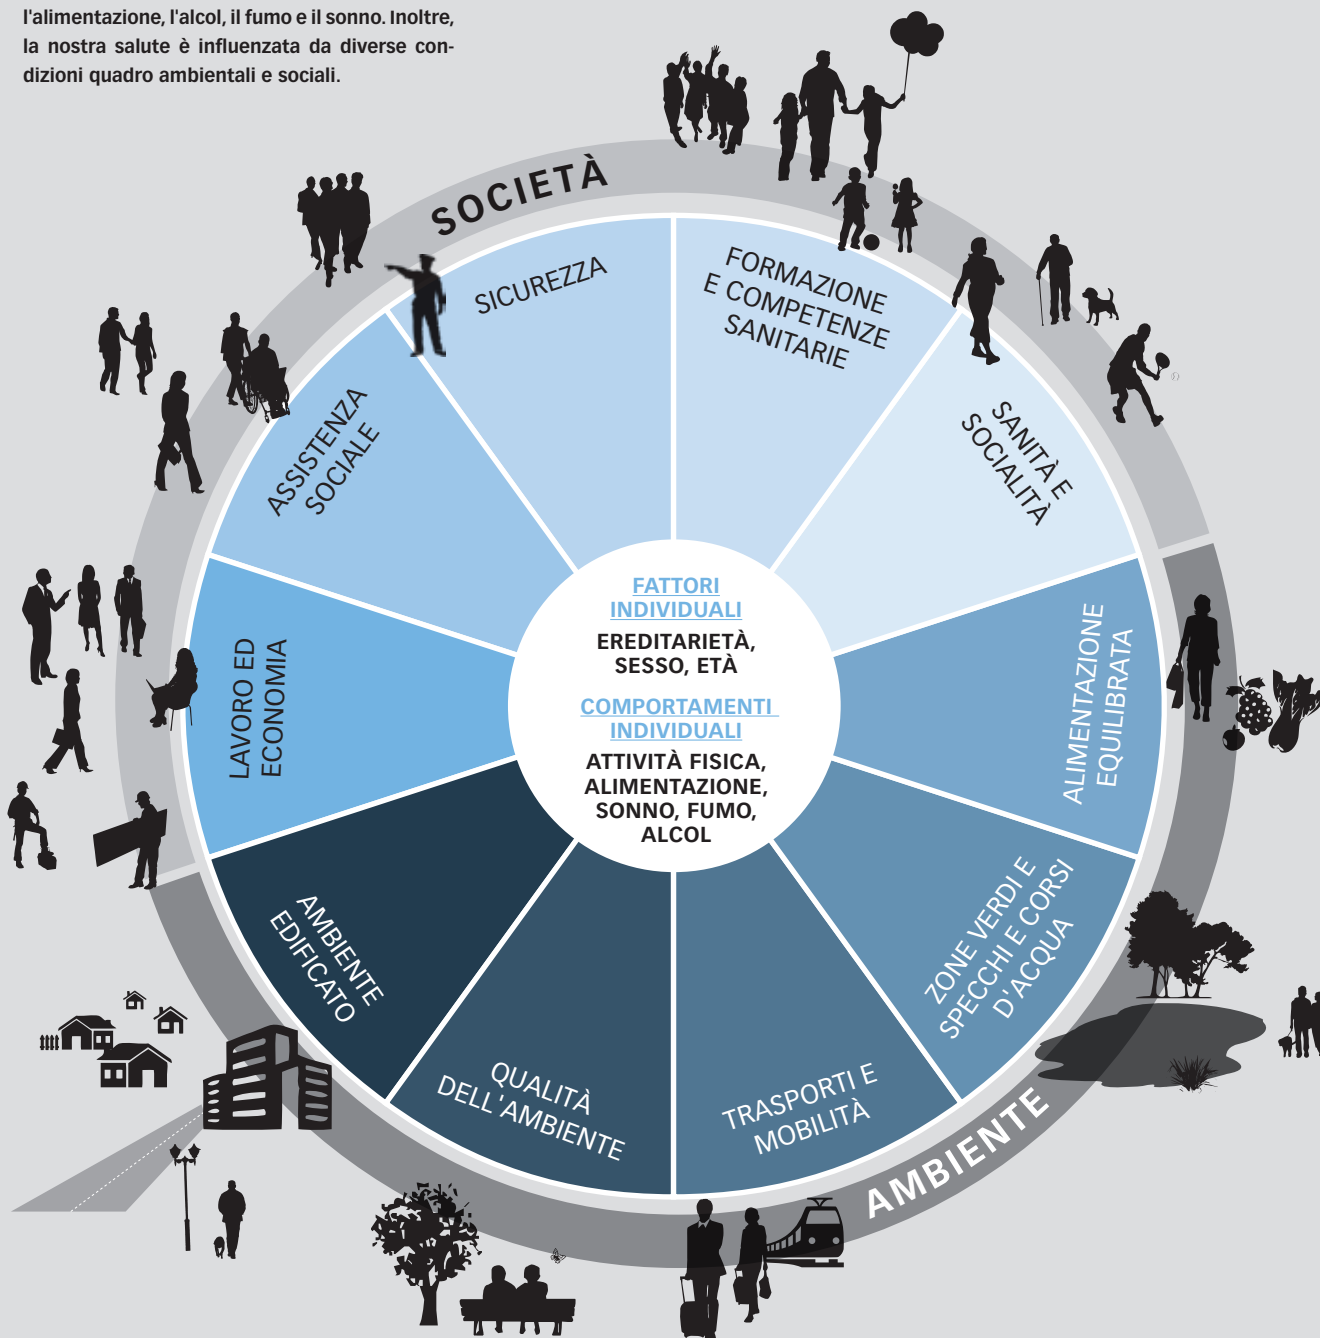 l'alimentazione, l'alcol, il fumo e il sonno. Inoltre,
la nostra salute è influenzata da diverse con-
dizioni quadro ambientali e sociali.
SOCIETÀ
SICUREZZA
FORMAZIONE
E COMPETENZE
SANITARIE
SANITÀ E
SOCIALITÀ
ASSISTENZA
SOCIALE
LAVORO ED
ECONOMIA
FATTORI
INDIVIDUALI
EREDITARIETÀ,
SESSO, ETÀ
COMPORTAMENTI
INDIVIDUALI
ATTIVITÀ FISICA,
ALIMENTAZIONE,
SONNO, FUMO,
ALCOL
ALIMENTAZIONE
EQUILIBRATA
ZONE VERDI E
SPECCHI E CORSI
D'ACQUA
TRASPORTI E
MOBILITÀ
QUALITÀ
DELL'AMBIENTE
AMBIENTE
EDIFICATO
AMBIENTE